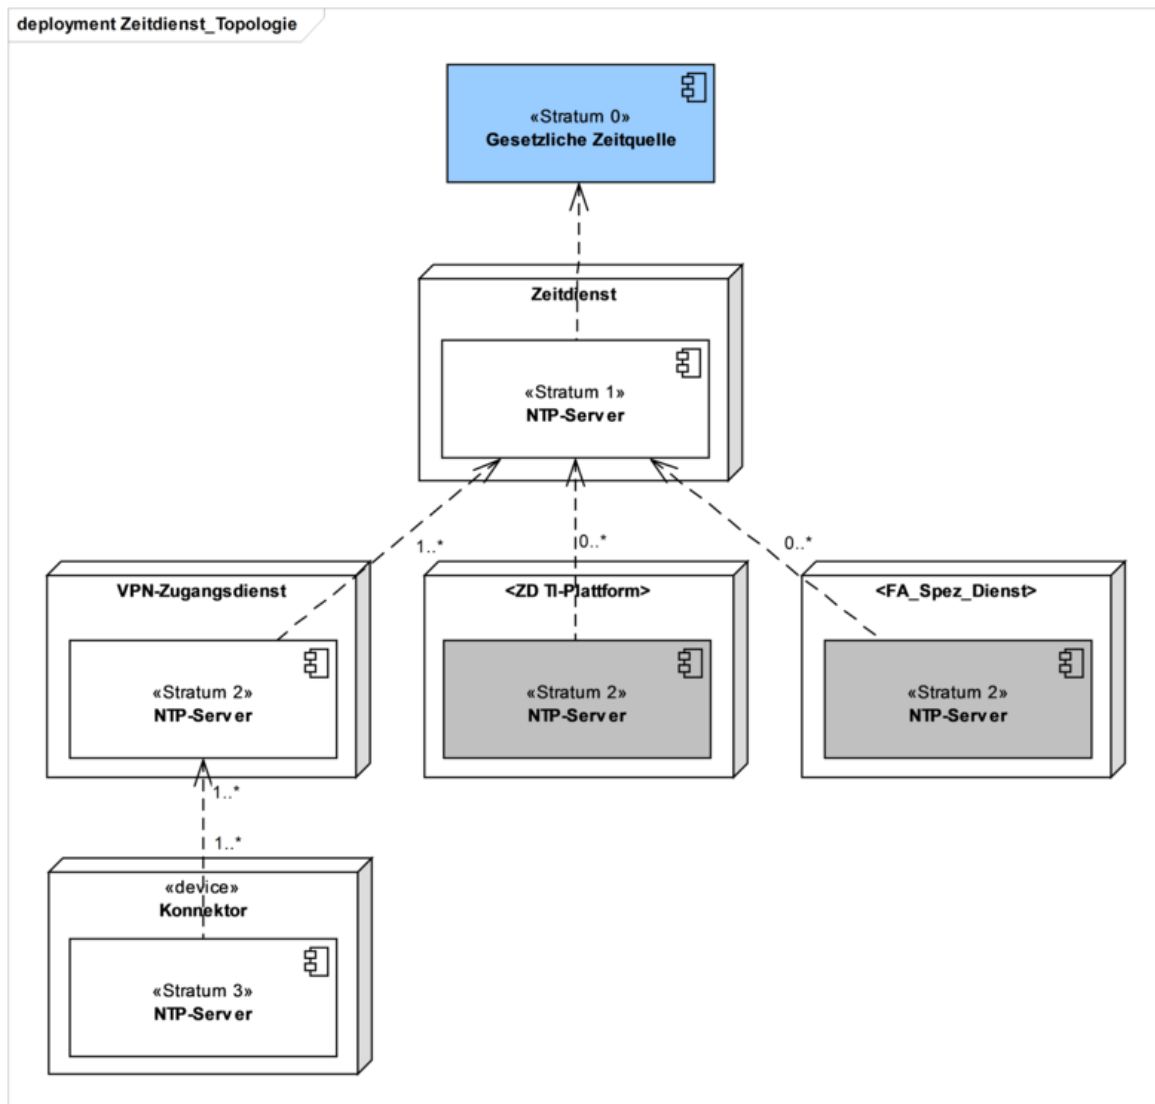 deployment Zeitdienst_Topologie
«Stratum 0»
Gesetzliche Zeitquelle
Zeitdienst
«Stratum 1»
NTP-Server
1..*
0..*
0..*
VPN-Zugangsdienst
«Stratum 2»
NTP-Server
<ZD TI-Plattform>
«Stratum 2»
NTP-Server
<FA_Spez_Dienst>
«Stratum 2»
NTP-Server
1..*
1..*
«device»
Konnektor
«Stratum 3»
NTP-Server